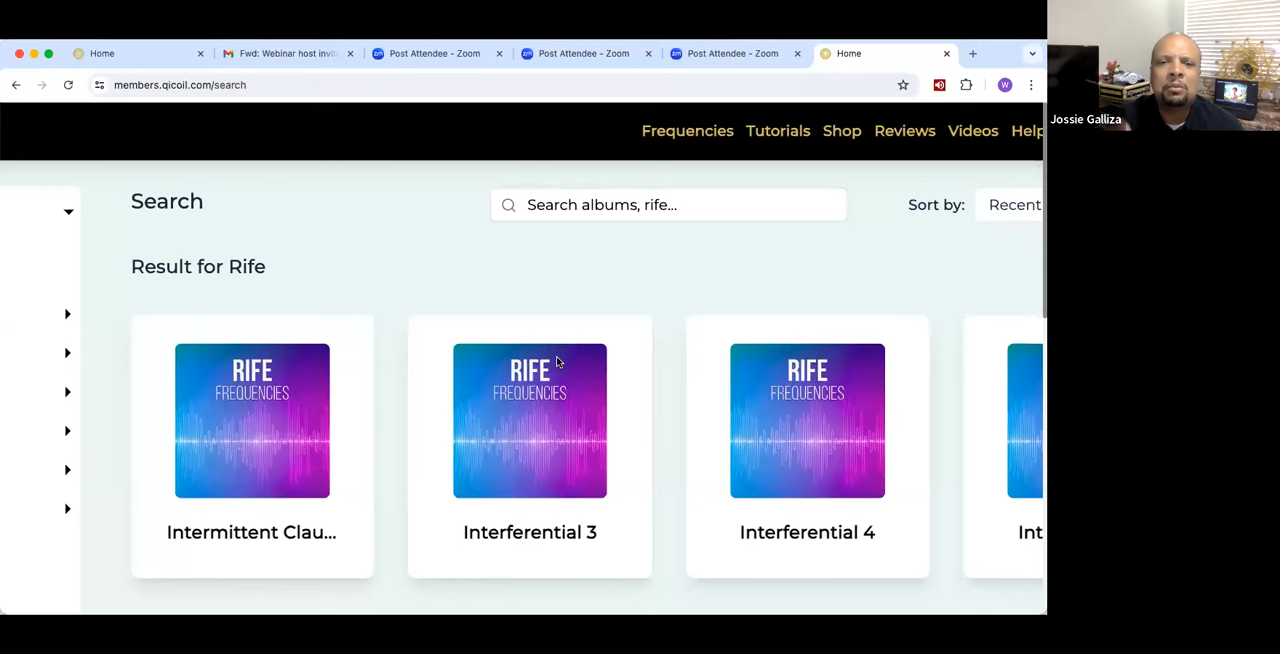 Home
Fwd: Webinar host invit
Post Attendee - Zoom
Post Attendee - Zoom
Post Attendee - Zoom
Home
members.qicoil.com/search
W
Jossie Galliza
Frequencies Tutorials Shop Reviews Videos Help
Search
Search albums, rife...
Sort by: Recent
Result for Rife
RIFE
FREQUENCIES
RIFE
FREQUENCIES
RIFE
FREQUENCIES
Intermittent Clau...
Interferential 3
Interferential 4
Int